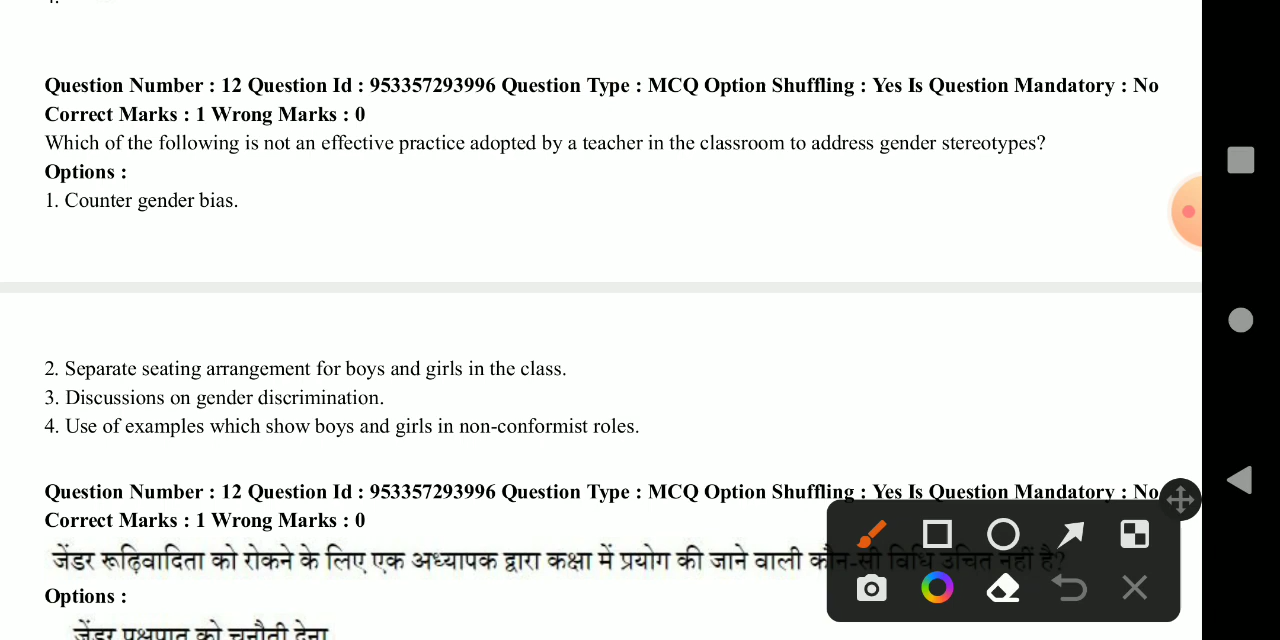 Question Number : 12 Question Id : 953357293996 Question Type : MCQ Option Shuffling : Yes Is Question Mandatory : No
Correct Marks : 1 Wrong Marks : 0
Which of the following is not an effective practice adopted by a teacher in the classroom to address gender stereotypes?
Options :
1. Counter gender bias.
2. Separate seating arrangement for boys and girls in the class.
3. Discussions on gender discrimination.
4. Use of examples which show boys and girls in non-conformist roles.
Question Number : 12 Question Id : 953357293996 Question Type : MCQ Option Shuffling : Yes Is Question Mandatory : No
Correct Marks : 1 Wrong Marks : 0
जेंडर रूढ़िवादिता को रोकने के लिए एक अध्यापक द्वारा कक्षा में प्रयोग की जाने वाली कौन-सी विधि उचित नहीं है?
Options :
जेंडर पक्षपात को चुनौती देना